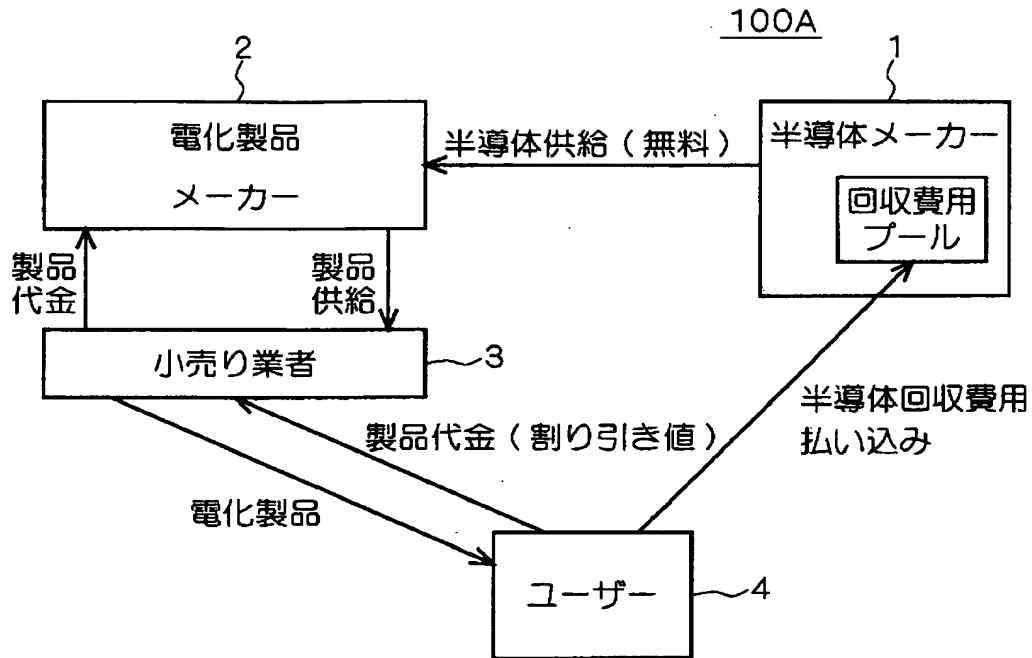 100A
2
1
電化製品
メーカー
半導体供給(無料)
半導体メーカー
回収費用
プール
製品
代金
製品
供給
小売り業者
3
製品代金(割り引き値)
半導体回収費用
払い込み
電化製品
ユーザー
4